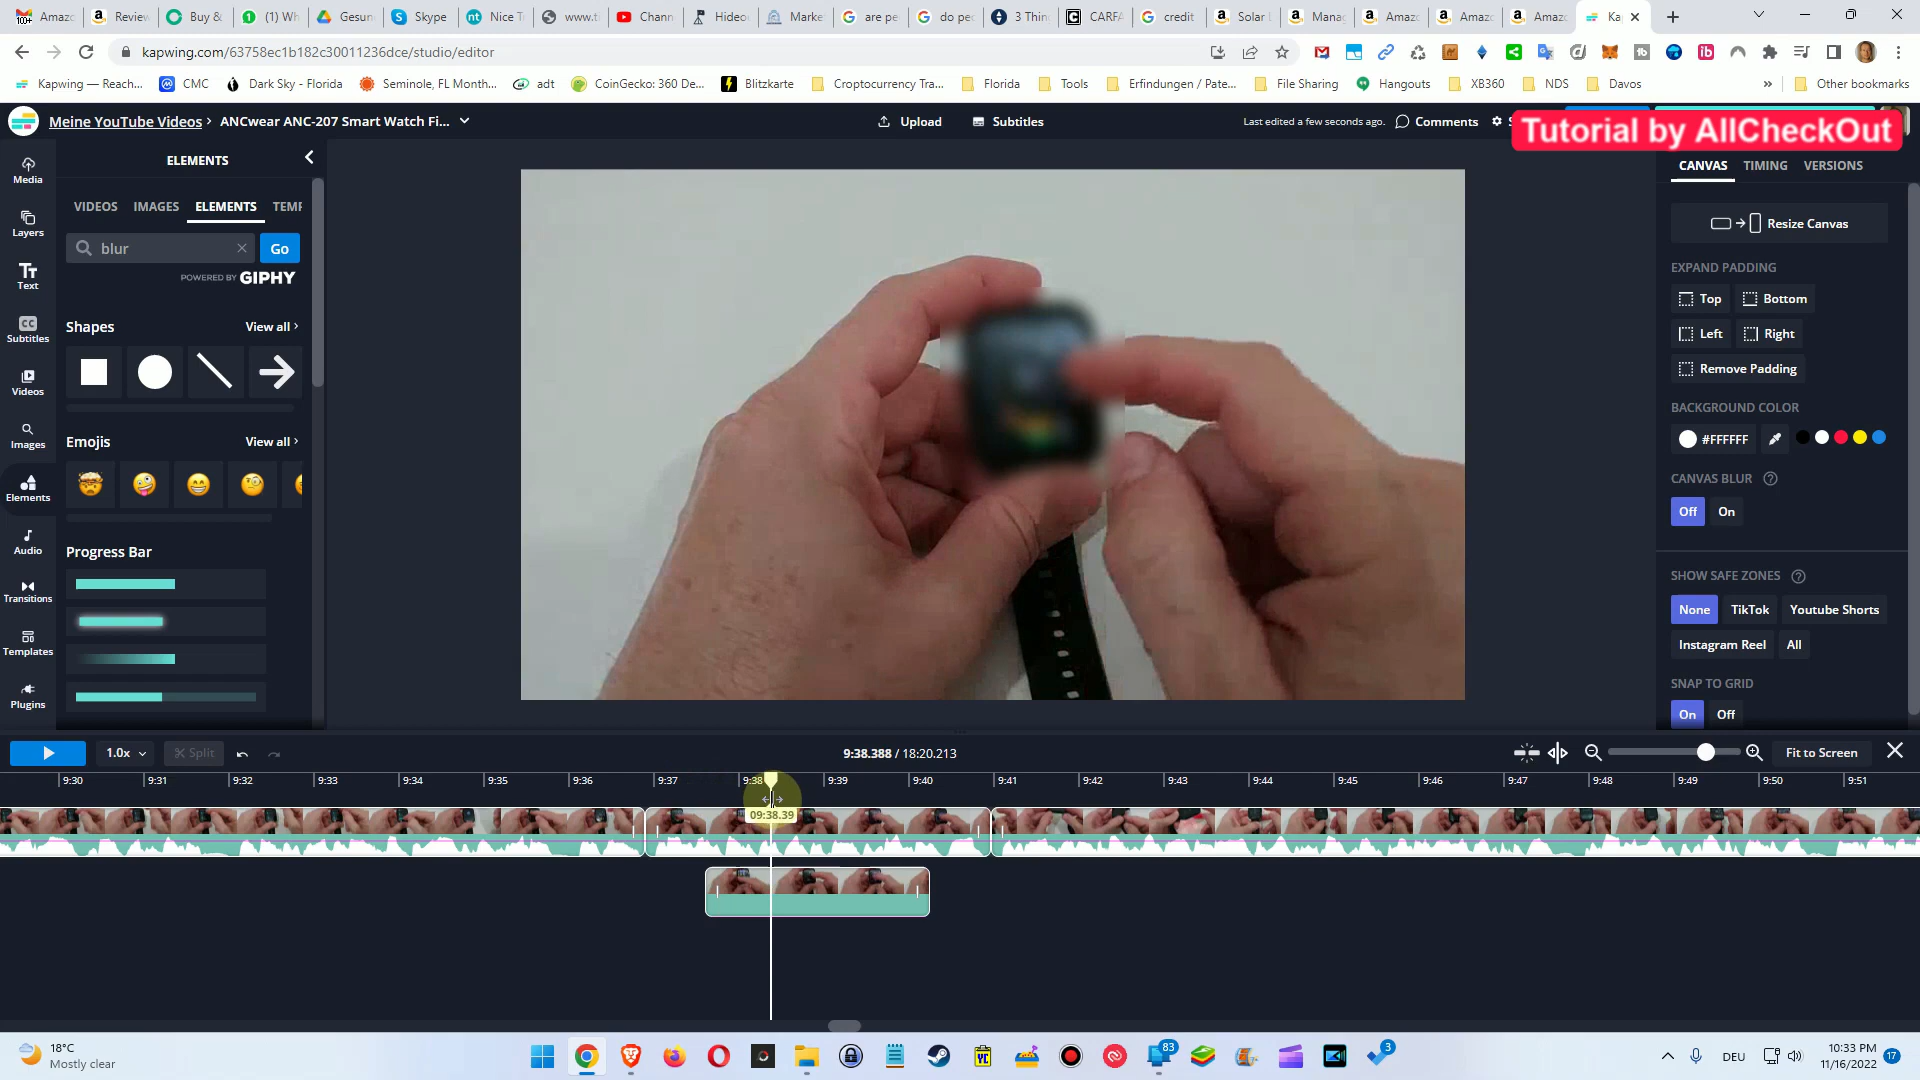 Amazo
Review
Buy &
(1) Wh
Gesun
Skype
Nice T
www.ti
Chann
Hideo
Marke
are pe
do pec
3 Thin
CARFA
credit
Solar
Manag
Amazo
Amazo
Amazo
Kap
kapwing.com/63758ec1b182c30011236dce/studio/editor
Kapwing — Reach...
CMC
Dark Sky - Florida
Seminole, FL Month...
adt
CoinGecko: 360 De...
Blitzkarte
Croptocurrency Tra...
Florida
Tools
Erfindungen / Pate...
File Sharing
Hangouts
XB360
NDS
Davos
»
Other bookmarks
Meine YouTube Videos › ANCwear ANC-207 Smart Watch Fi...
Upload
Subtitles
Last edited a few seconds ago.
Comments
Tutorial by AllCheckOut
Media
Layers
Text
Subtitles
Videos
Images
Elements
Audio
Transitions
Templates
Plugins
ELEMENTS
VIDEOS IMAGES ELEMENTS TEMP
blur
Go
POWERED BY GIPHY
Shapes
View all ›
Emojis
View all ›
Progress Bar
CANVAS TIMING VERSIONS
Resize Canvas
EXPAND PADDING
Top
Bottom
Left
Right
Remove Padding
BACKGROUND COLOR
#FFFFFF
CANVAS BLUR
Off On
SHOW SAFE ZONES
None TikTok Youtube Shorts
Instagram Reel All
SNAP TO GRID
On Off
1.0x
Split
9:38.388 / 18:20.213
Fit to Screen
9:30 9:31 9:32 9:33 9:34 9:35 9:36 9:37 9:38 9:39 9:40 9:41 9:42 9:43 9:44 9:45 9:46 9:47 9:48 9:49 9:50 9:51
09:38.39
18°C
Mostly clear
83
3
DEU
10:33 PM
11/16/2022
17